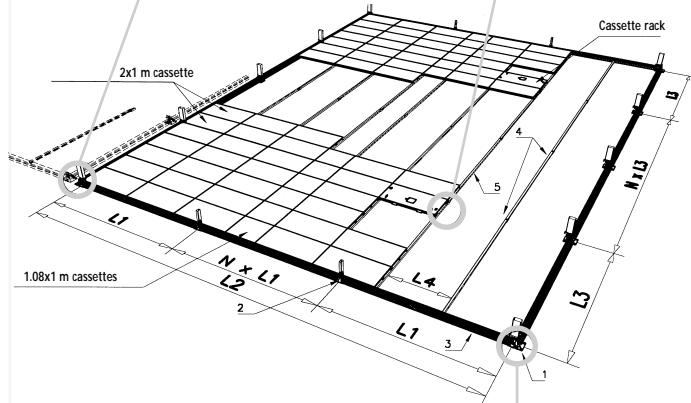 Cassette rack
2x1 m cassette
l3
4
N x L3
5
L1
1.08x1 m cassettes
N x L1
L2
L4
L3
2
L1
3
1